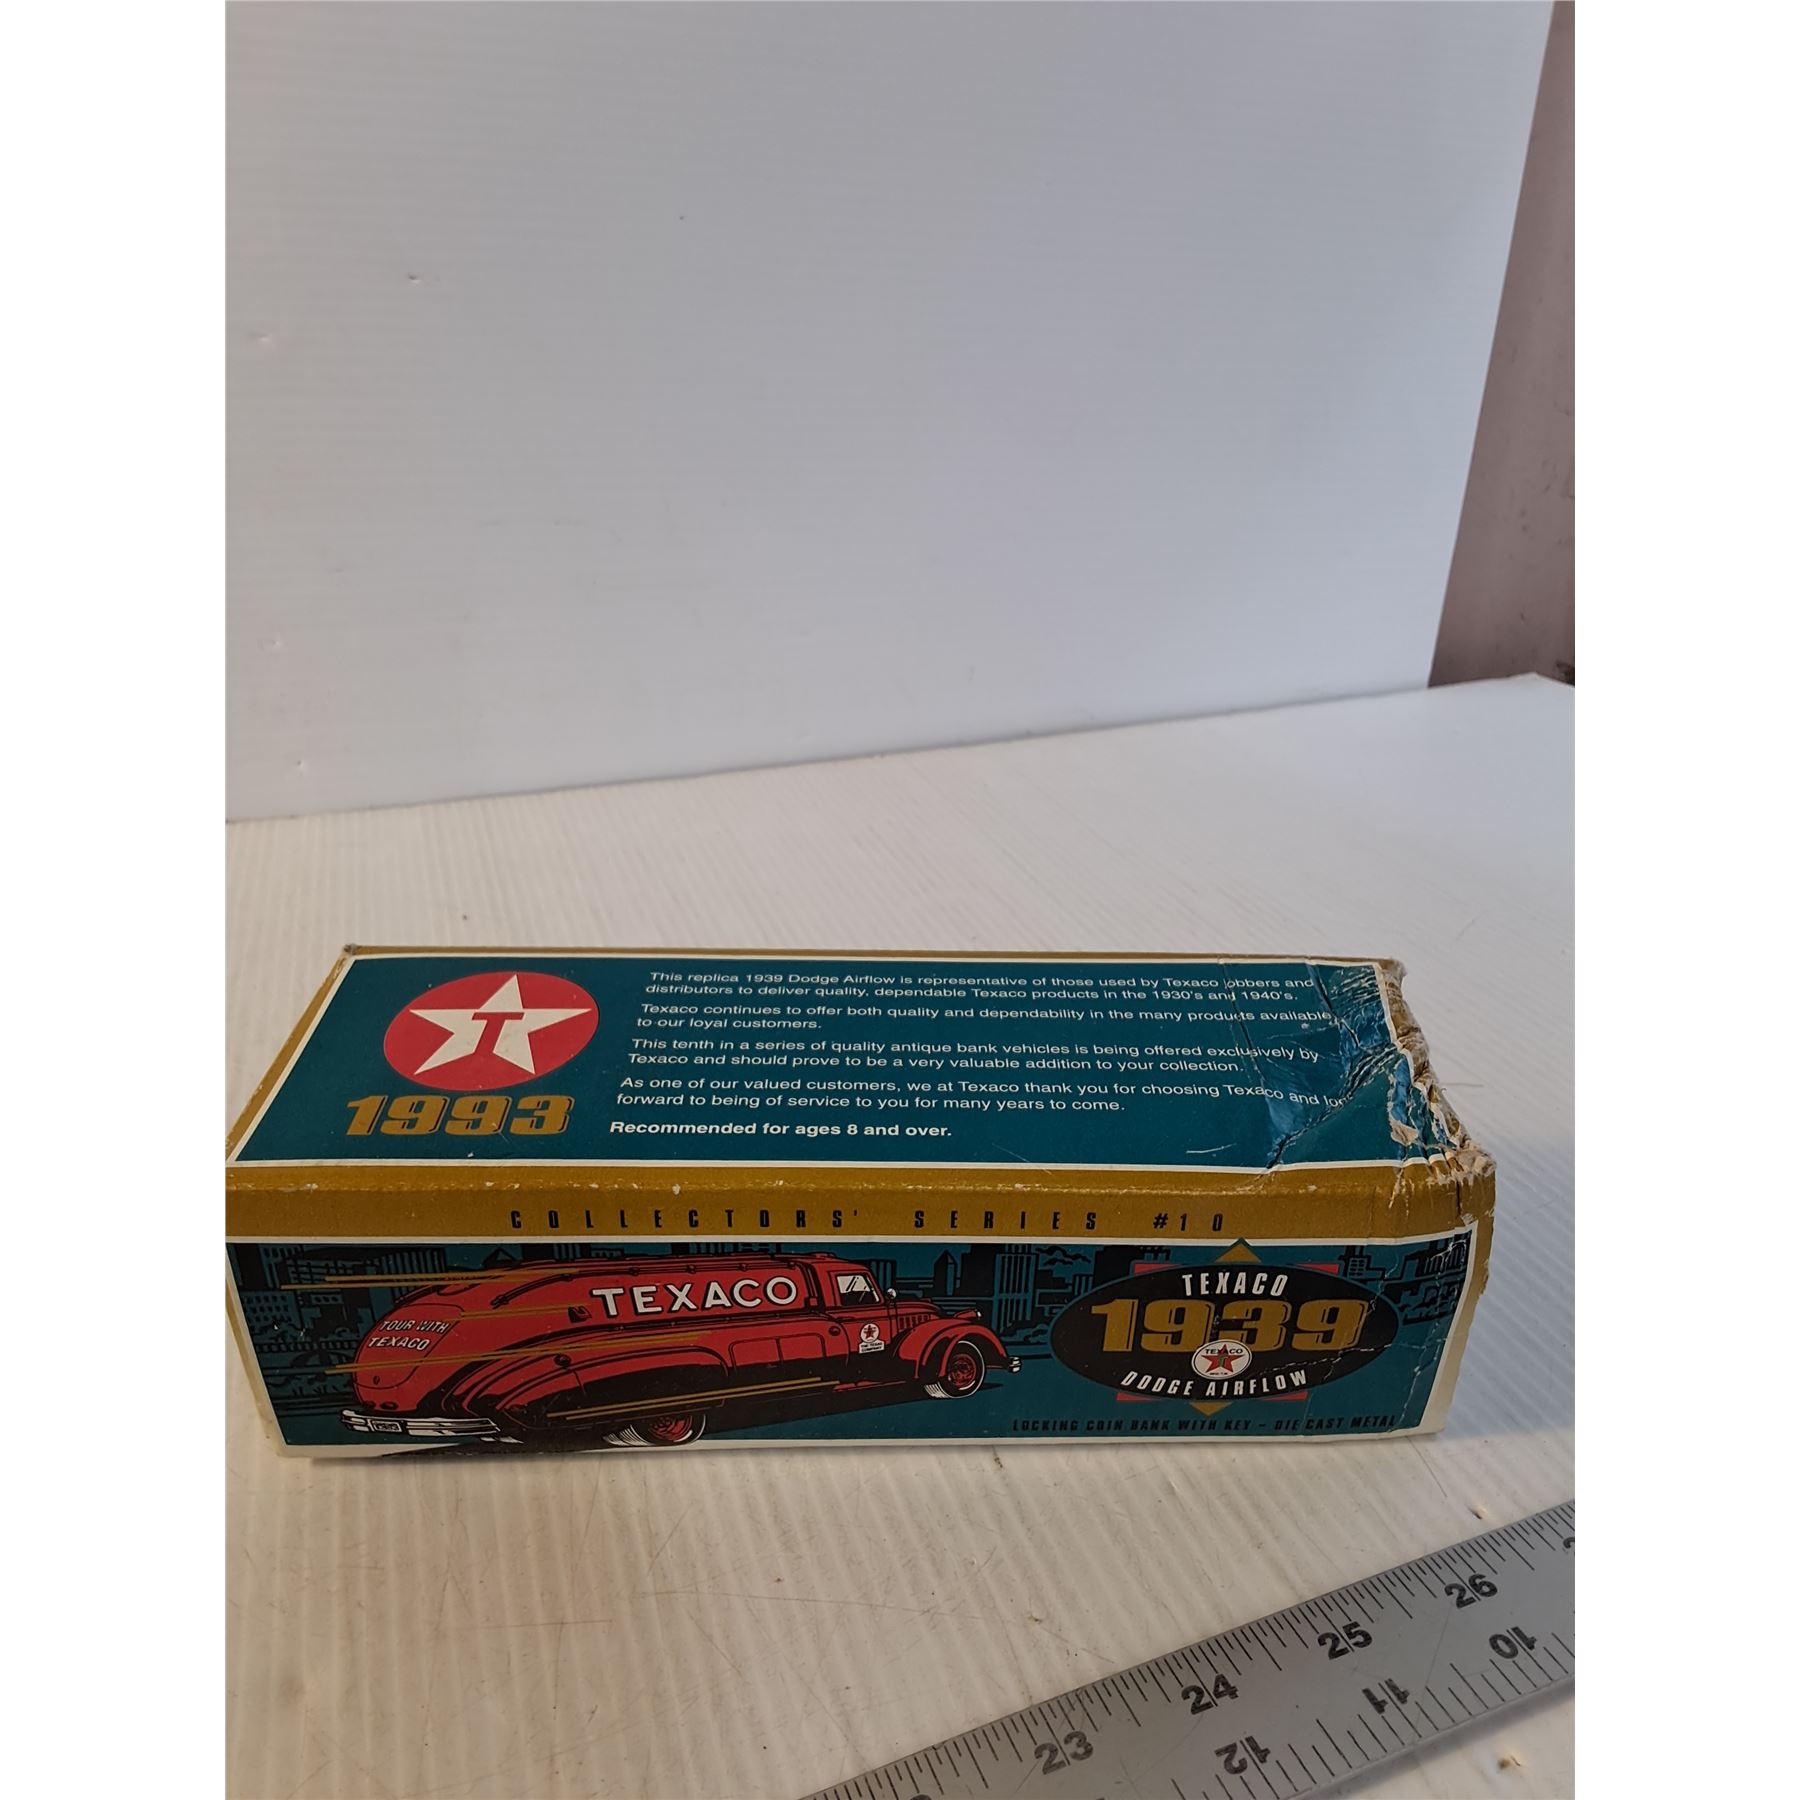 T
1993
This replica 1939 Dodge Airflow is representative of those used by Texaco jobbers and
distributors to deliver quality, dependable Texaco products in the 1930's and 1940's.
Texaco continues to offer both quality and dependability in the many products available
to our loyal customers.
This tenth in a series of quality antique bank vehicles is being offered exclusively by
Texaco and should prove to be a very valuable addition to your collection.
As one of our valued customers, we at Texaco thank you for choosing Texaco and
forward to being of service to you for many years to come.
Recommended for ages 8 and over.
COLLECTORS' SERIES #10
TEXACO
TOUR WITH
TEXACO
TEXACO
1939
TEXACO
DODGE AIRFLOW
LOCKING COIN BANK WITH KEY - DIE CAST METAL
23 24 25 26
12 11 10